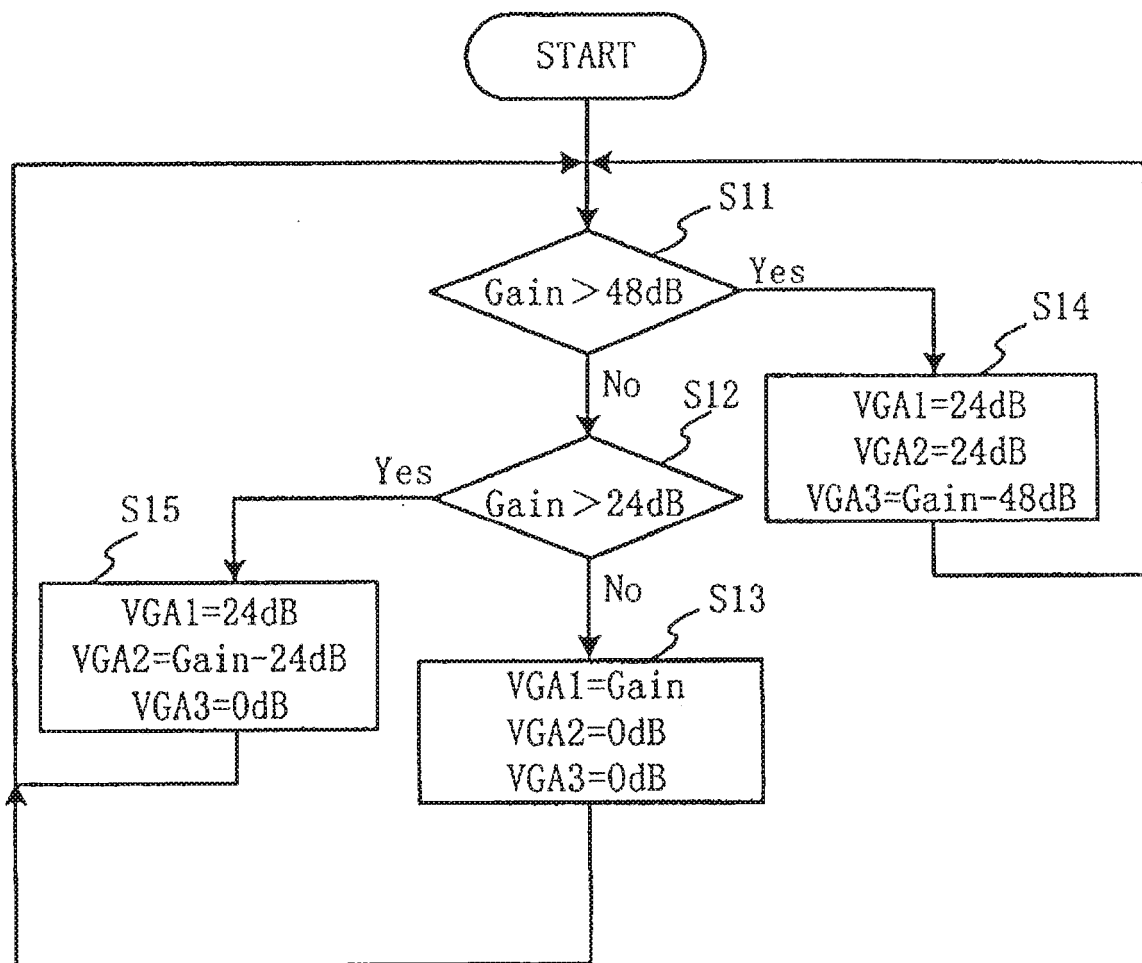 START
S11
Gain＞48dB
Yes
No
S14
VGA1=24dB
VGA2=24dB
VGA3=Gain-48dB
S12
Gain＞24dB
Yes
No
S15
VGA1=24dB
VGA2=Gain-24dB
VGA3=0dB
S13
VGA1=Gain
VGA2=0dB
VGA3=0dB